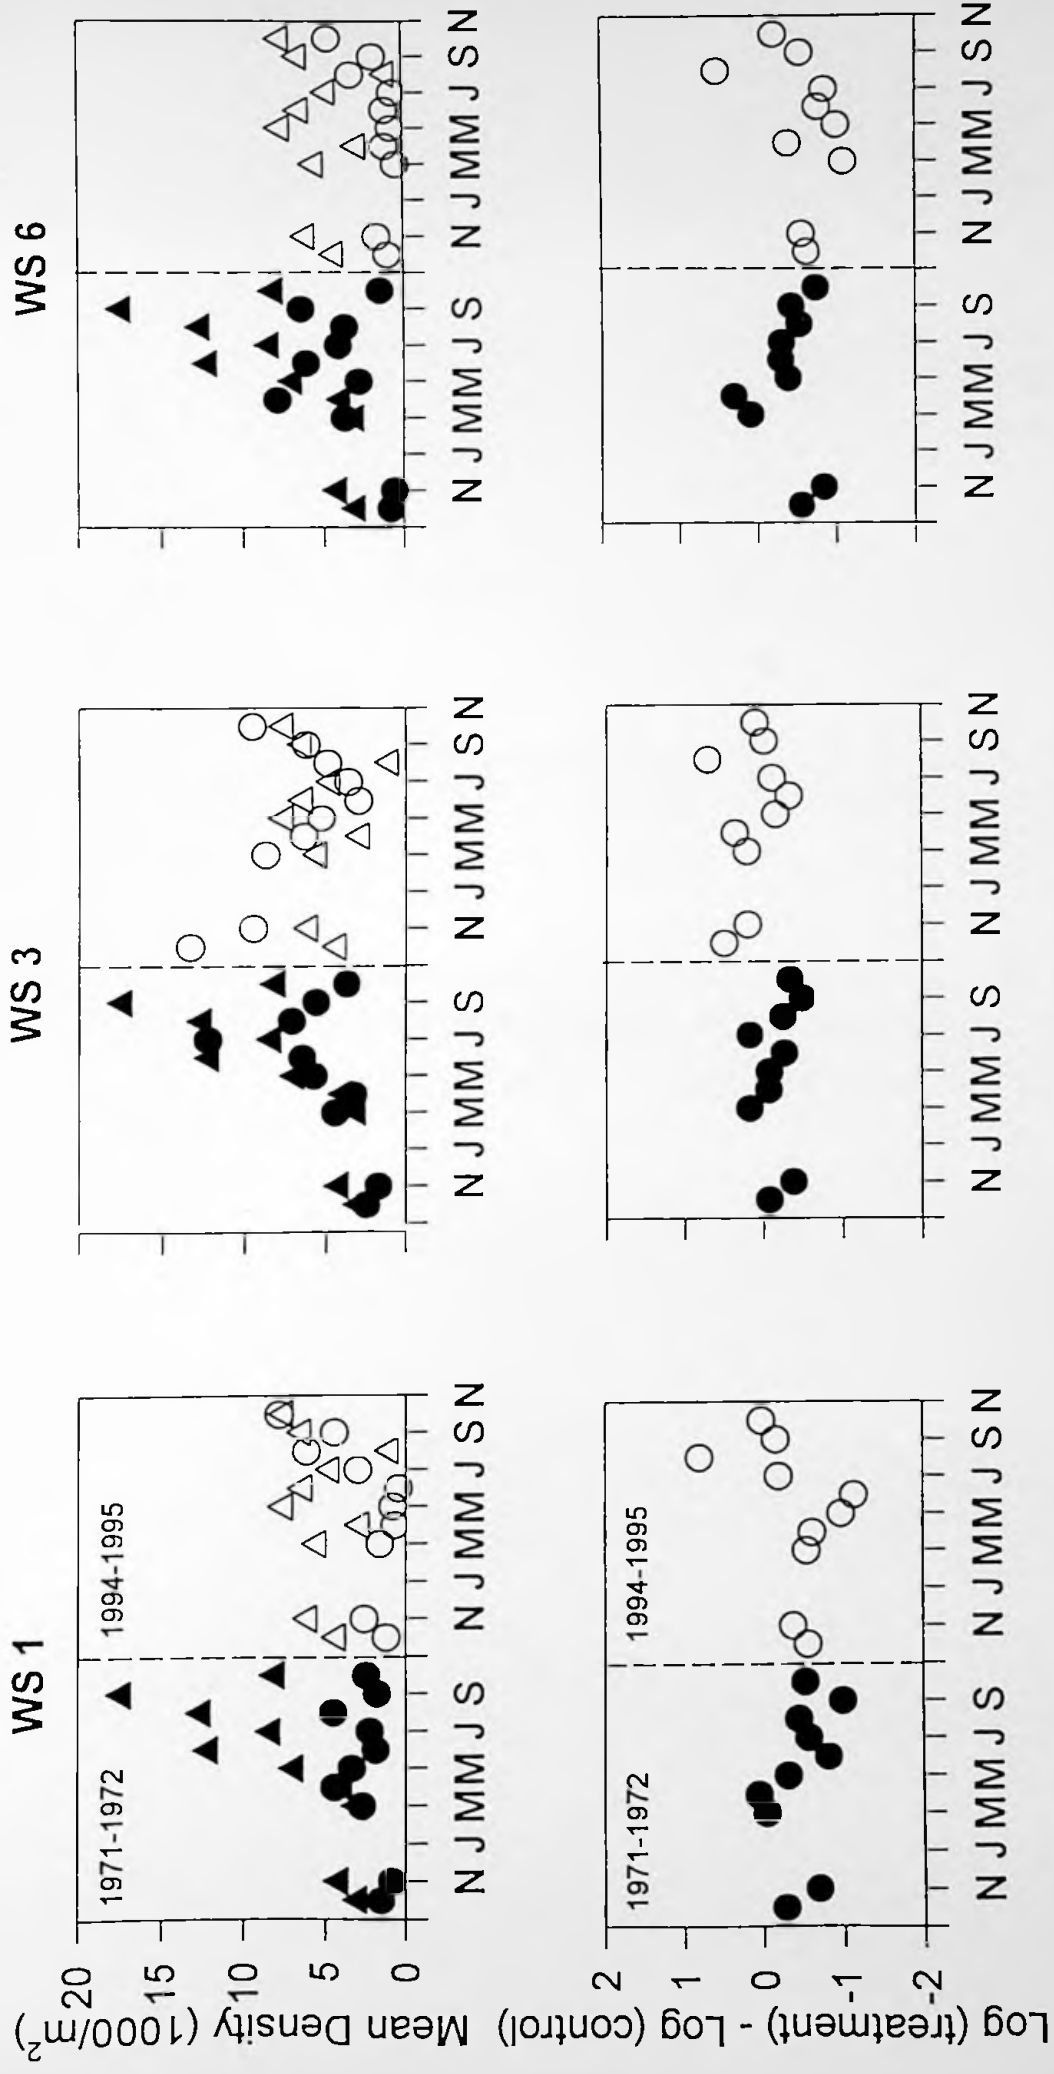 WS 1
WS 3
WS 6
Mean Density (1000/m²)
20
15
10
5
0
1971-1972
1994-1995
N J M M J S N J M M J S N
N J M M J S N J M M J S N
N J M M J S N J M M J S N
Log (treatment) - Log (control)
2
1
0
-1
-2
1971-1972
1994-1995
N J M M J S N J M M J S N
N J M M J S N J M M J S N
N J M M J S N J M M J S N